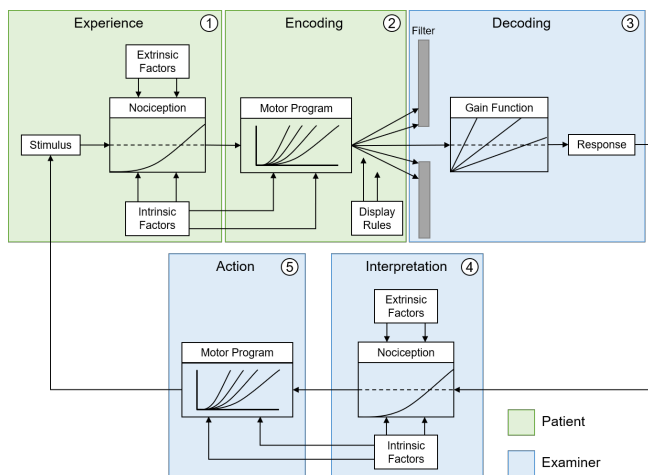 Experience
1
Encoding
2
Decoding
3
Filter
Extrinsic
Factors
Nociception
Motor Program
Gain Function
Stimulus
Response
Intrinsic
Factors
Display
Rules
Action
5
Interpretation
4
Extrinsic
Factors
Motor Program
Nociception
Intrinsic
Factors
Patient
Examiner